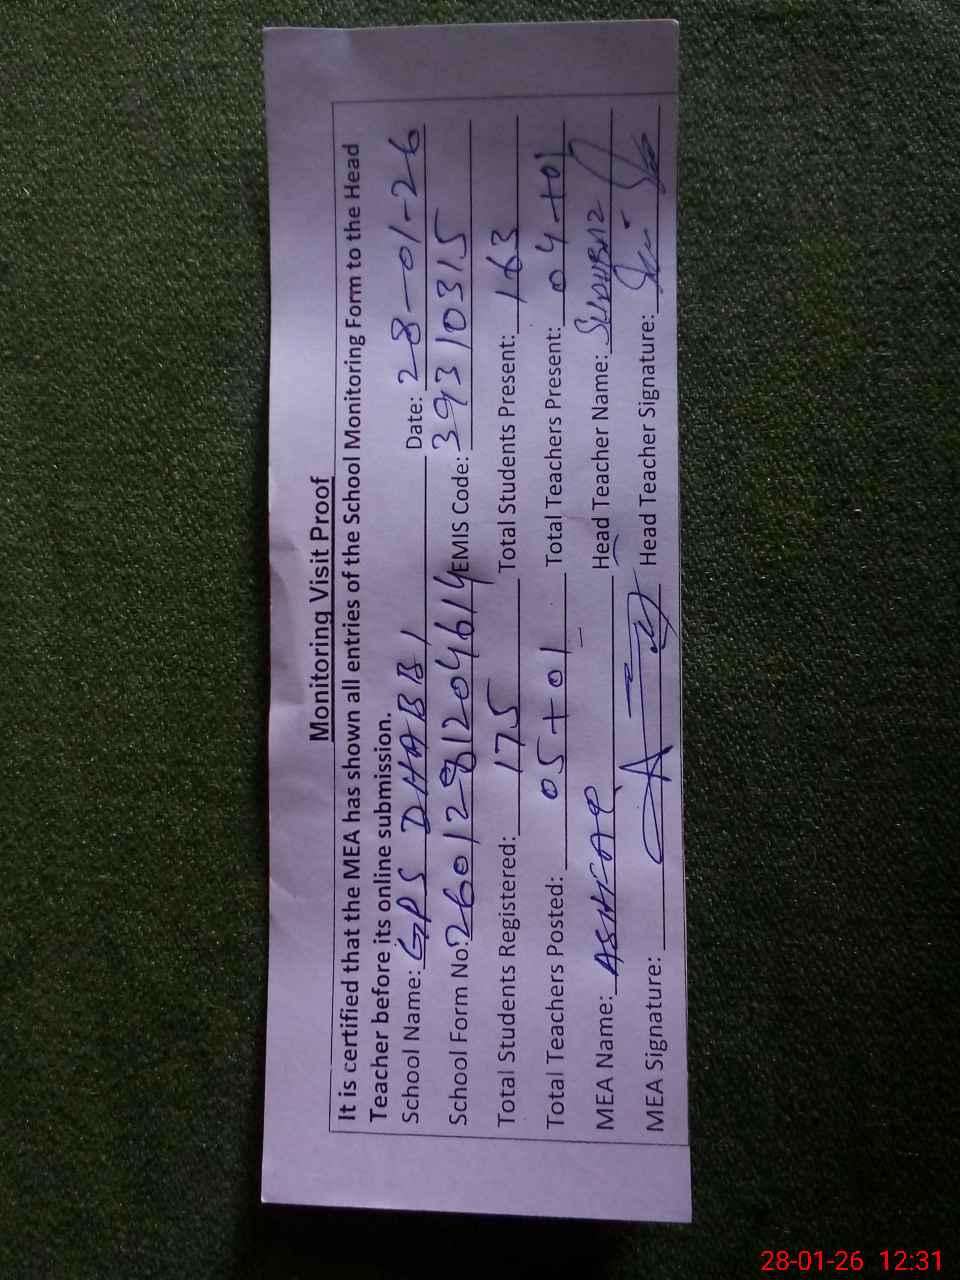 Monitoring Visit Proof
It is certified that the MEA has shown all entries of the School Monitoring Form to the Head
Teacher before its online submission.
School Name: GPS DHABBI Date: 28-01-26
School Form No: 2601281204614 EMIS Code: 39310315
Total Students Registered: 175 Total Students Present: 163
Total Teachers Posted: 05+01 Total Teachers Present: 04+01
MEA Name: ASHFAQ Head Teacher Name: SHAHBAZ
MEA Signature: Head Teacher Signature:
28-01-26 12:31